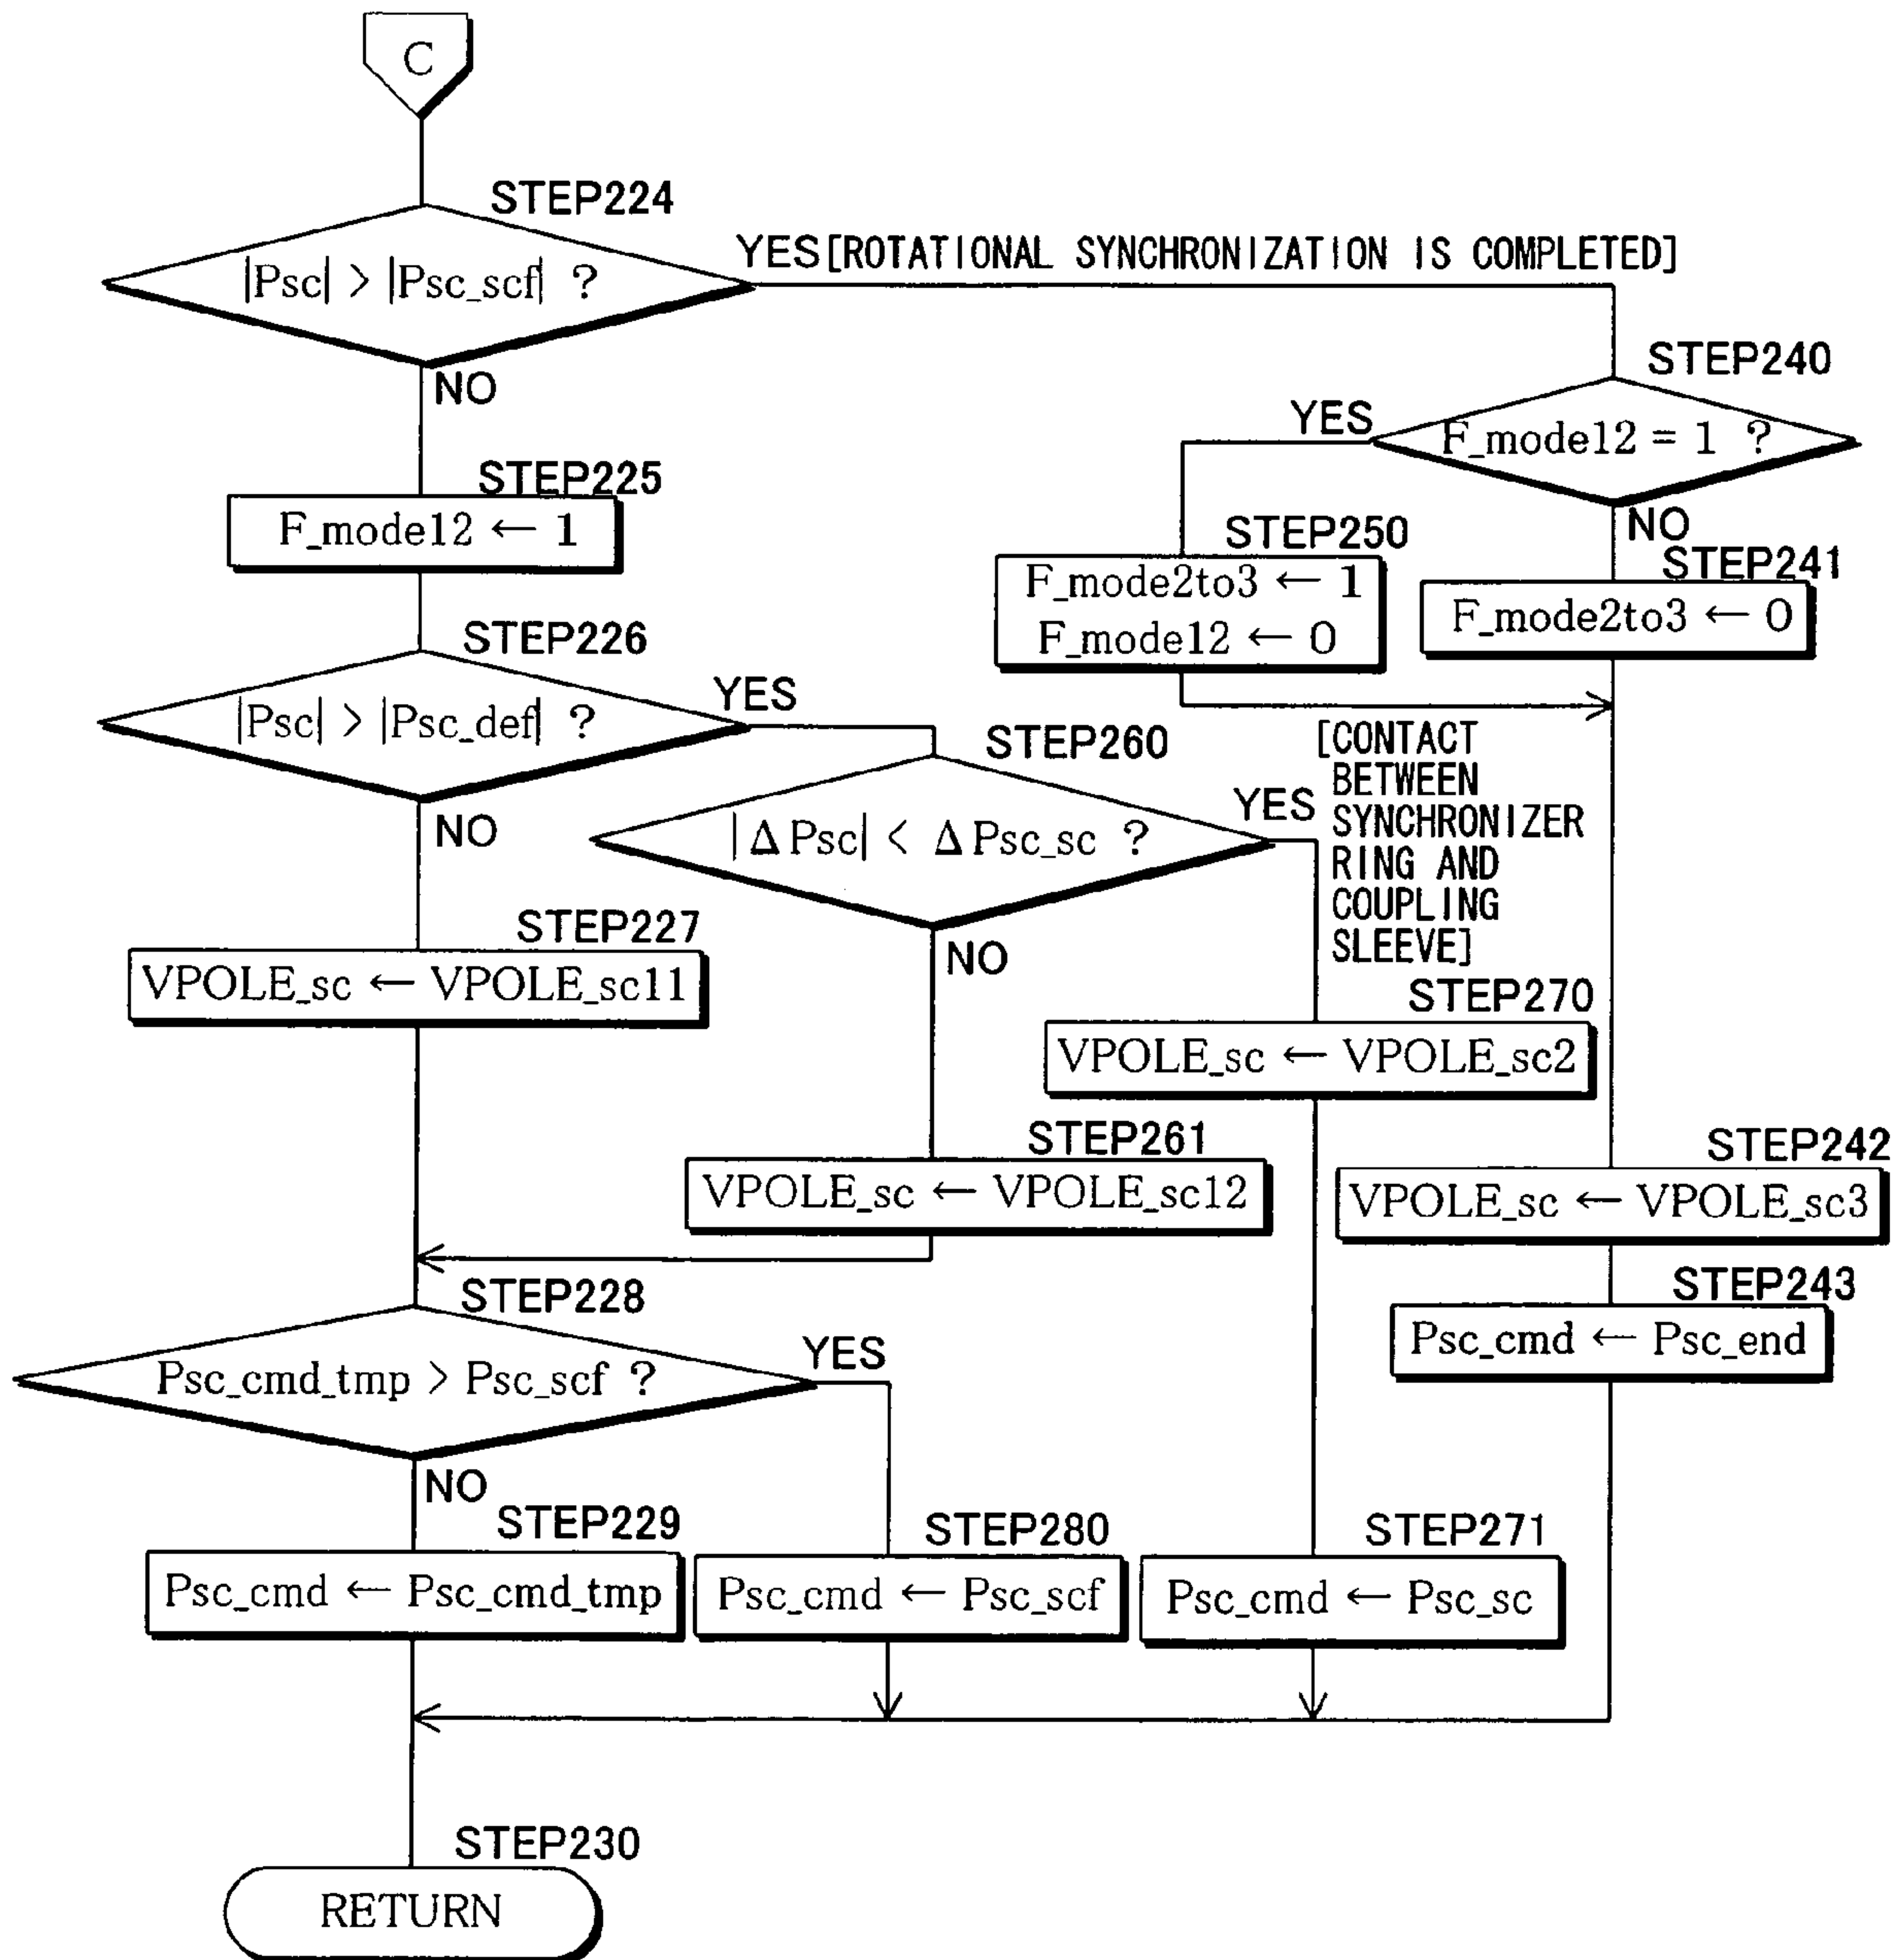 C
STEP224
|Psc| > |Psc_scf| ?
YES[ROTATIONAL SYNCHRONIZATION IS COMPLETED]
NO
STEP240
F_mode12 = 1 ?
YES
NO
STEP225
F_mode12 ← 1
STEP250
F_mode2to3 ← 1
F_mode12 ← 0
STEP241
F_mode2to3 ← 0
STEP226
|Psc| > |Psc_def| ?
YES
NO
STEP260
|Δ Psc| < Δ Psc_sc ?
YES
NO
[CONTACT
BETWEEN
SYNCHRONIZER
RING AND
COUPLING
SLEEVE]
STEP227
VPOLE_sc ← VPOLE_sc11
STEP270
VPOLE_sc ← VPOLE_sc2
STEP261
VPOLE_sc ← VPOLE_sc12
STEP242
VPOLE_sc ← VPOLE_sc3
STEP228
Psc_cmd_tmp > Psc_scf ?
YES
NO
STEP243
Psc_cmd ← Psc_end
STEP229
Psc_cmd ← Psc_cmd_tmp
STEP280
Psc_cmd ← Psc_scf
STEP271
Psc_cmd ← Psc_sc
STEP230
RETURN